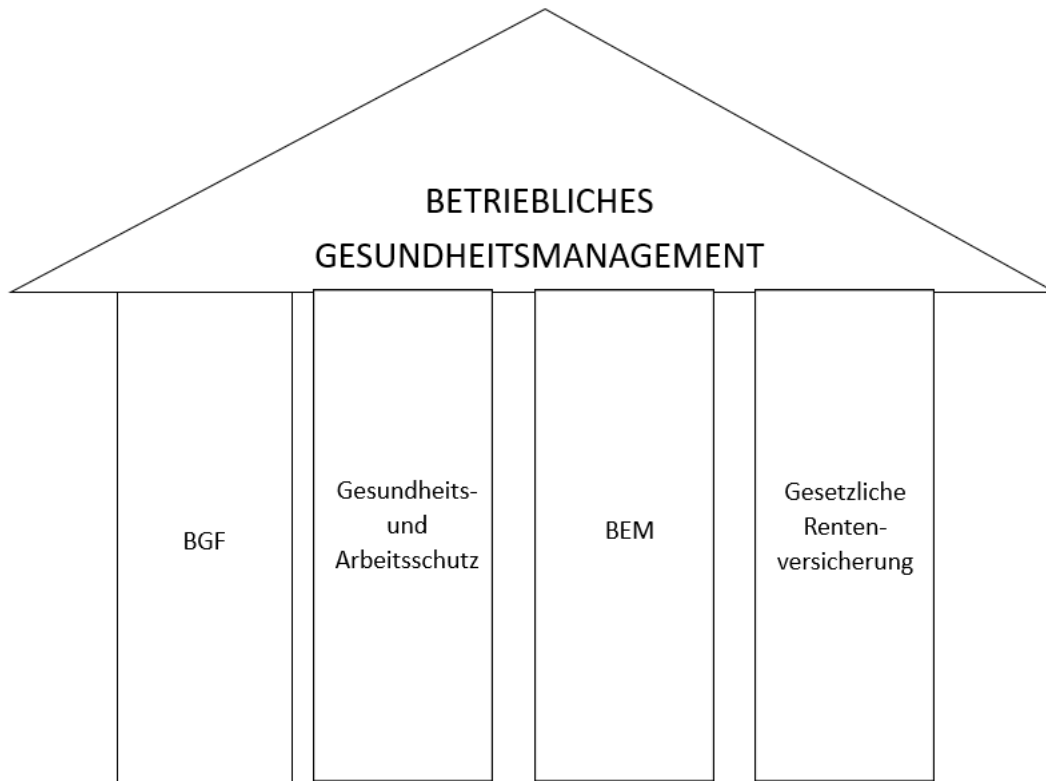 BETRIEBLICHES
GESUNDHEITSMANAGEMENT
BGF
Gesundheits-
und
Arbeitsschutz
BEM
Gesetzliche
Renten-
versicherung